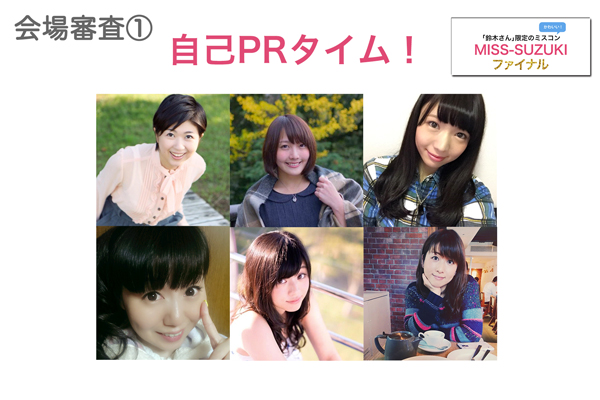 会場審査①
自己PRタイム！
かわいい！
「鈴木さん」限定のミスコン
MISS-SUZUKI
ファイナル